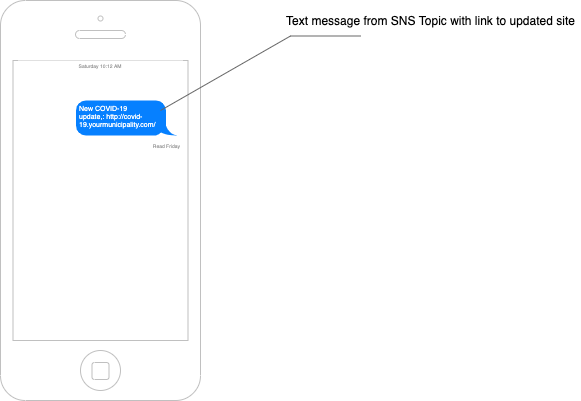 Text message from SNS Topic with link to updated site
Saturday 10:10 AM
New COVID-19
update,: http://covid-
19.yourmunicipality.com/
Read Friday